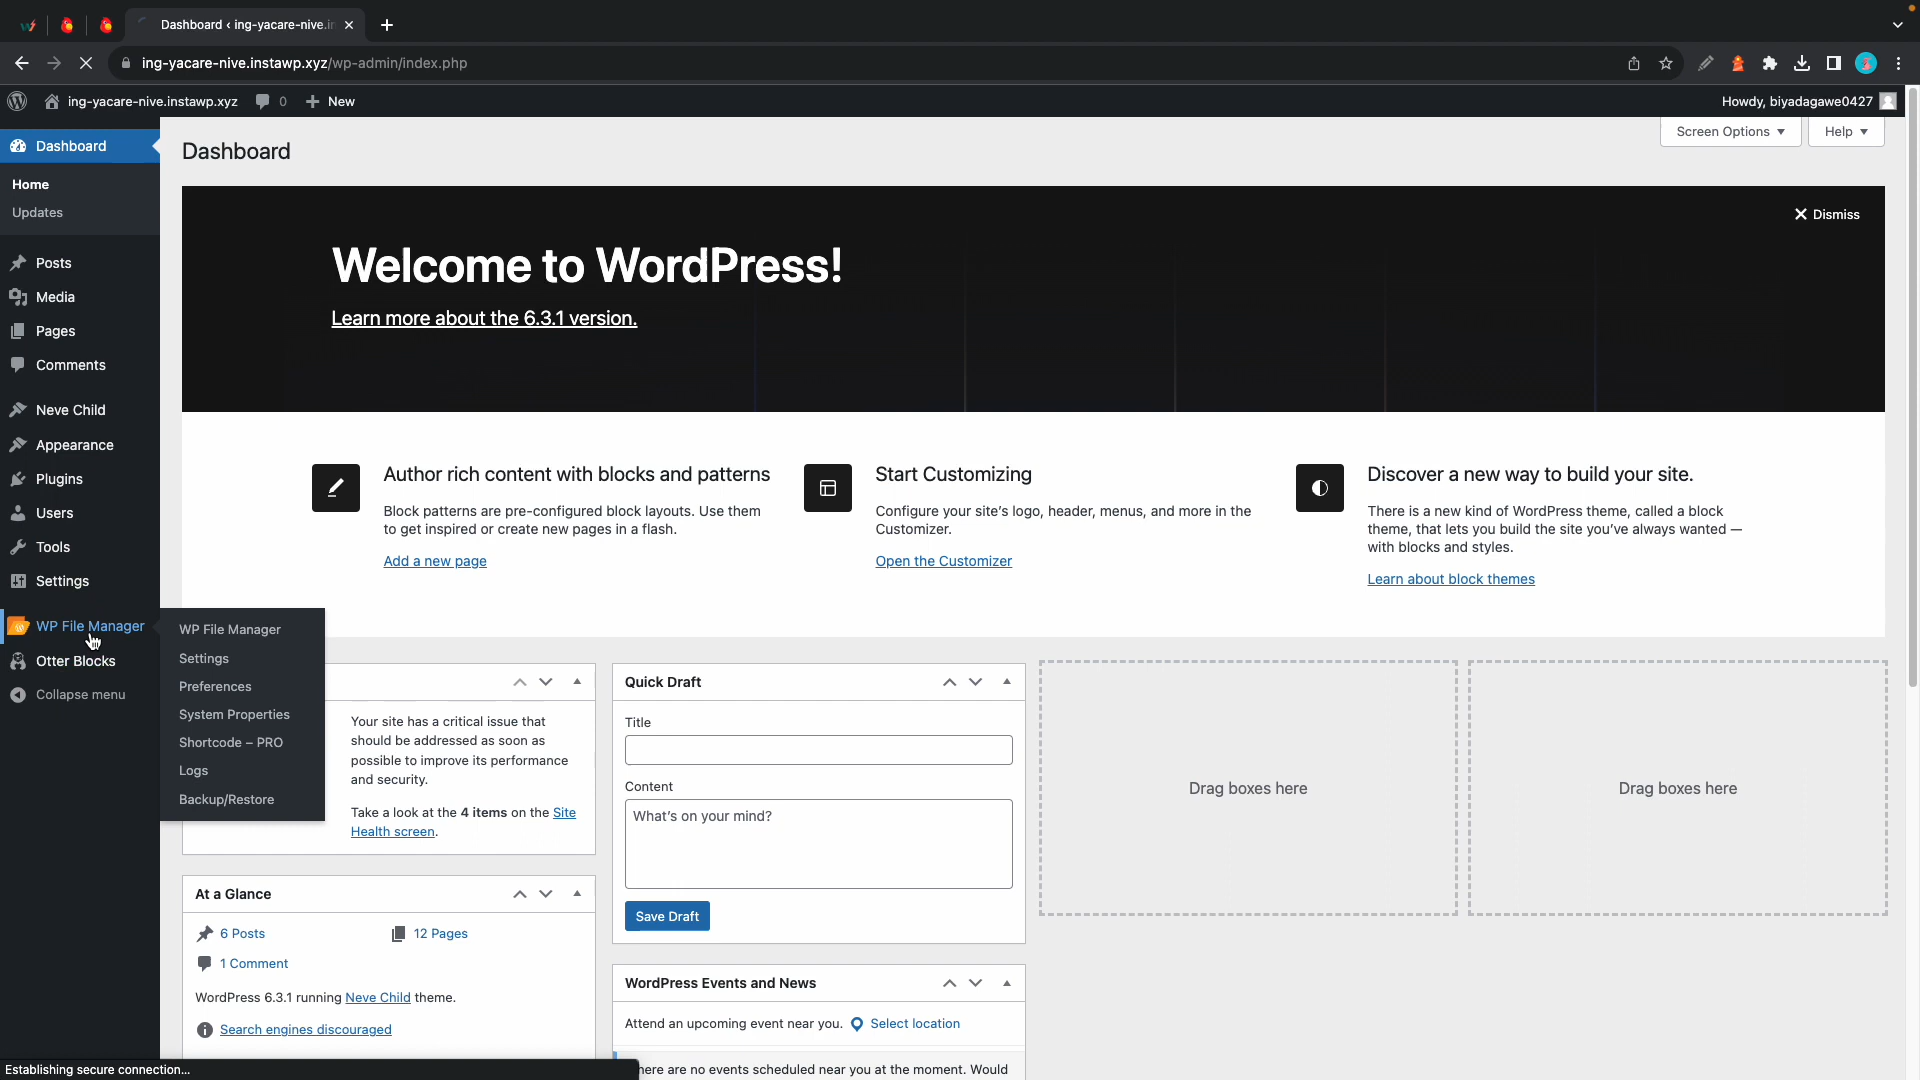 Dashboard ‹ ing-yacare-nive.in
ing-yacare-nive.instawp.xyz/wp-admin/index.php
ing-yacare-nive.instawp.xyz
0
New
Howdy, biyadagawe0427
Dashboard
Home
Updates
Posts
Media
Pages
Comments
Neve Child
Appearance
Plugins
Users
Tools
Settings
WP File Manager
Otter Blocks
Collapse menu
WP File Manager
Settings
Preferences
System Properties
Shortcode – PRO
Logs
Backup/Restore
Dashboard
Screen Options
Help
Dismiss
Welcome to WordPress!
Learn more about the 6.3.1 version.
Author rich content with blocks and patterns
Block patterns are pre-configured block layouts. Use them
to get inspired or create new pages in a flash.
Add a new page
Start Customizing
Configure your site's logo, header, menus, and more in the
Customizer.
Open the Customizer
Discover a new way to build your site.
There is a new kind of WordPress theme, called a block
theme, that lets you build the site you've always wanted —
with blocks and styles.
Learn about block themes
Your site has a critical issue that
should be addressed as soon as
possible to improve its performance
and security.
Take a look at the 4 items on the Site
Health screen.
At a Glance
6 Posts
12 Pages
1 Comment
WordPress 6.3.1 running Neve Child theme.
Search engines discouraged
Quick Draft
Title
Content
What's on your mind?
Save Draft
WordPress Events and News
Attend an upcoming event near you.
Select location
here are no events scheduled near you at the moment. Would
Drag boxes here
Drag boxes here
Establishing secure connection...